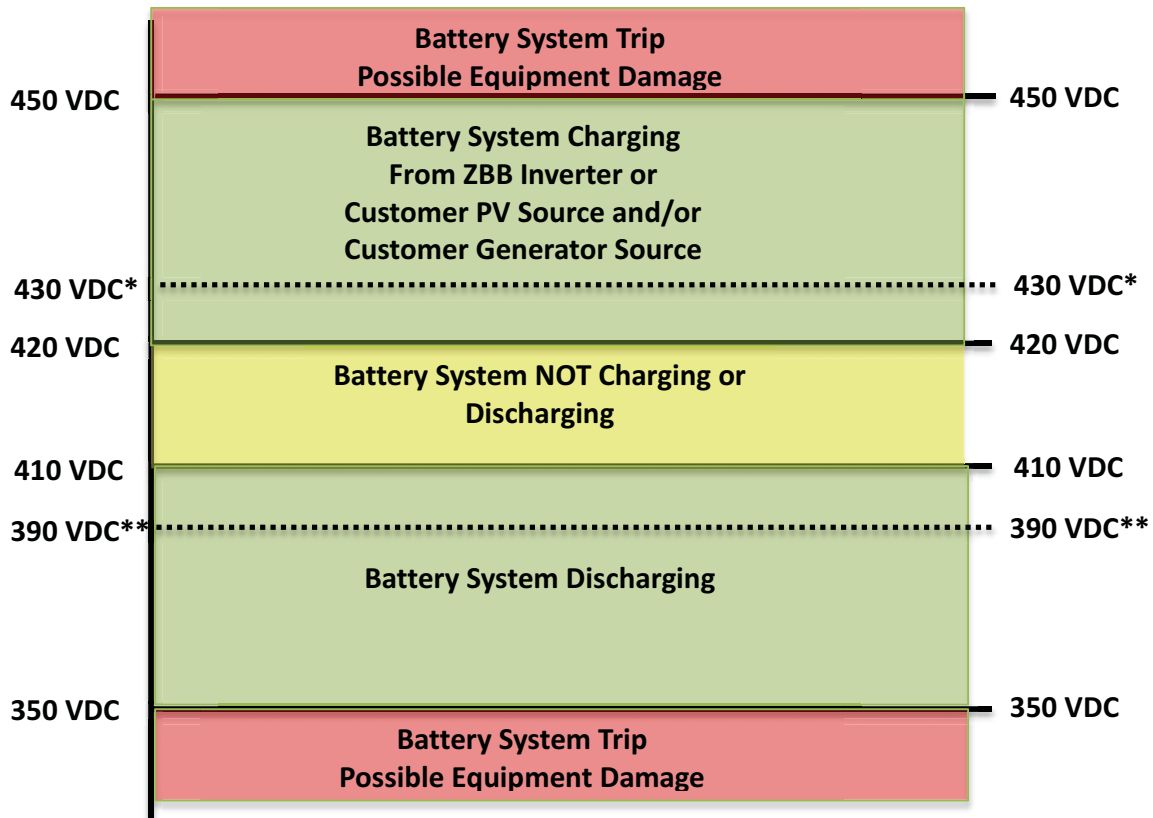 Battery System Trip
Possible Equipment Damage
450 VDC
450 VDC
Battery System Charging
From ZBB Inverter or
Customer PV Source and/or
Customer Generator Source
430 VDC*
430 VDC*
420 VDC
420 VDC
Battery System NOT Charging or
Discharging
410 VDC
410 VDC
390 VDC**
390 VDC**
Battery System Discharging
350 VDC
350 VDC
Battery System Trip
Possible Equipment Damage